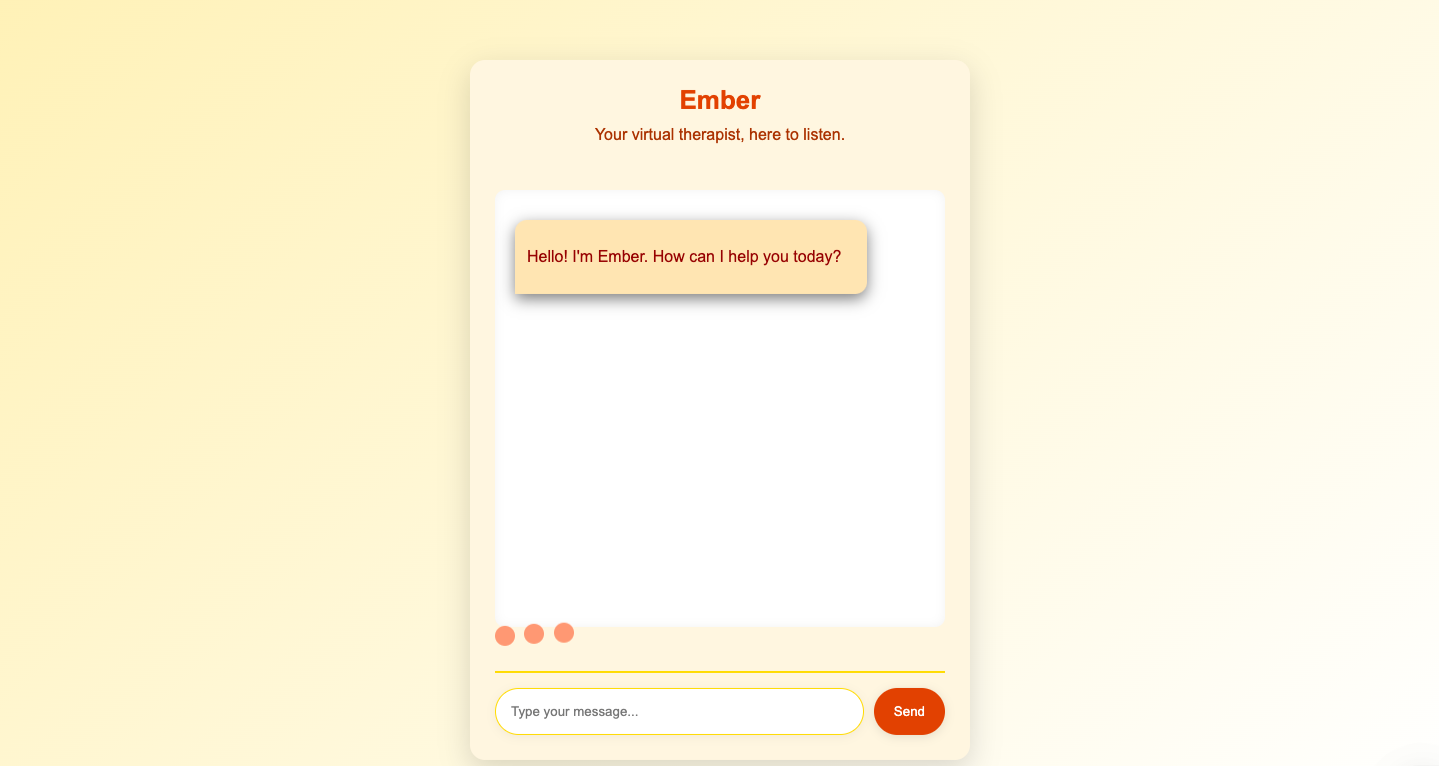 Ember
Your virtual therapist, here to listen.
Hello! I'm Ember. How can I help you today?
Type your message...
Send